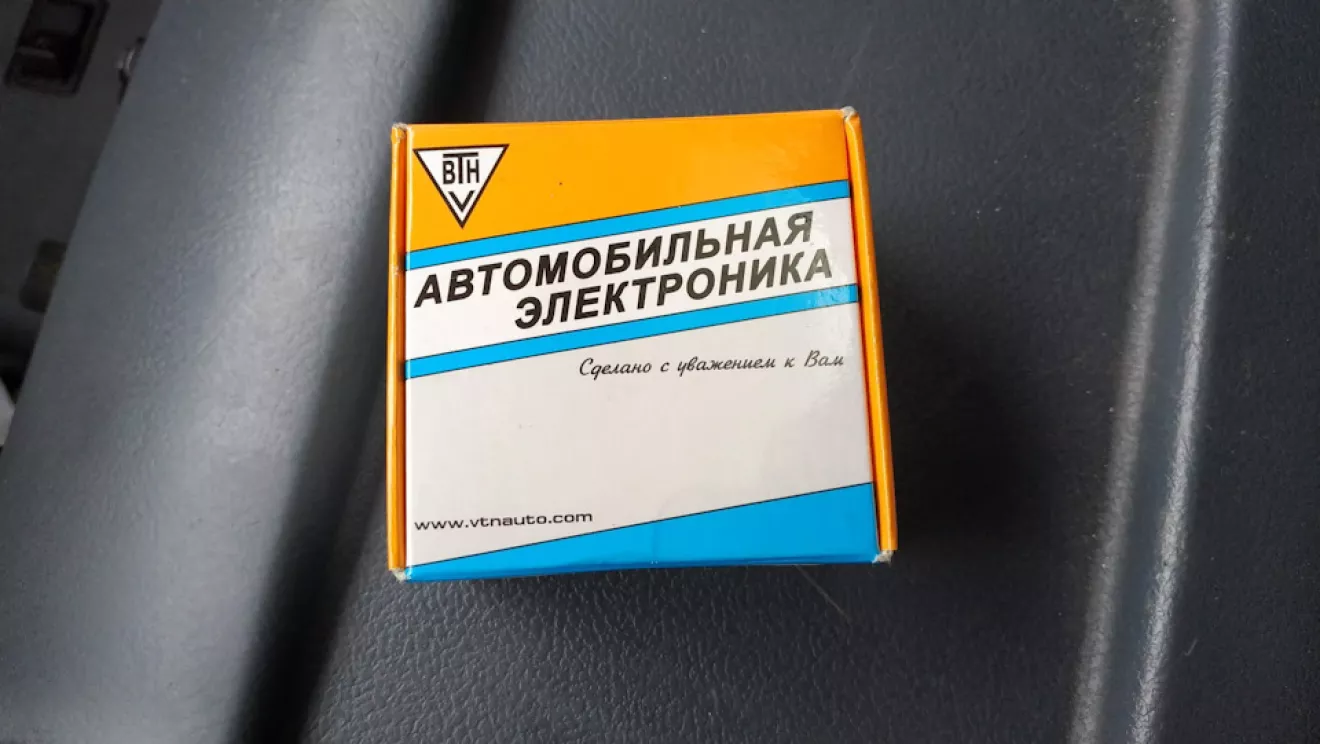 ВТН
V
АВТОМОБИЛЬНАЯ
ЭЛЕКТРОНИКА
Сделано с уважением к Вам
www.vtnauto.com